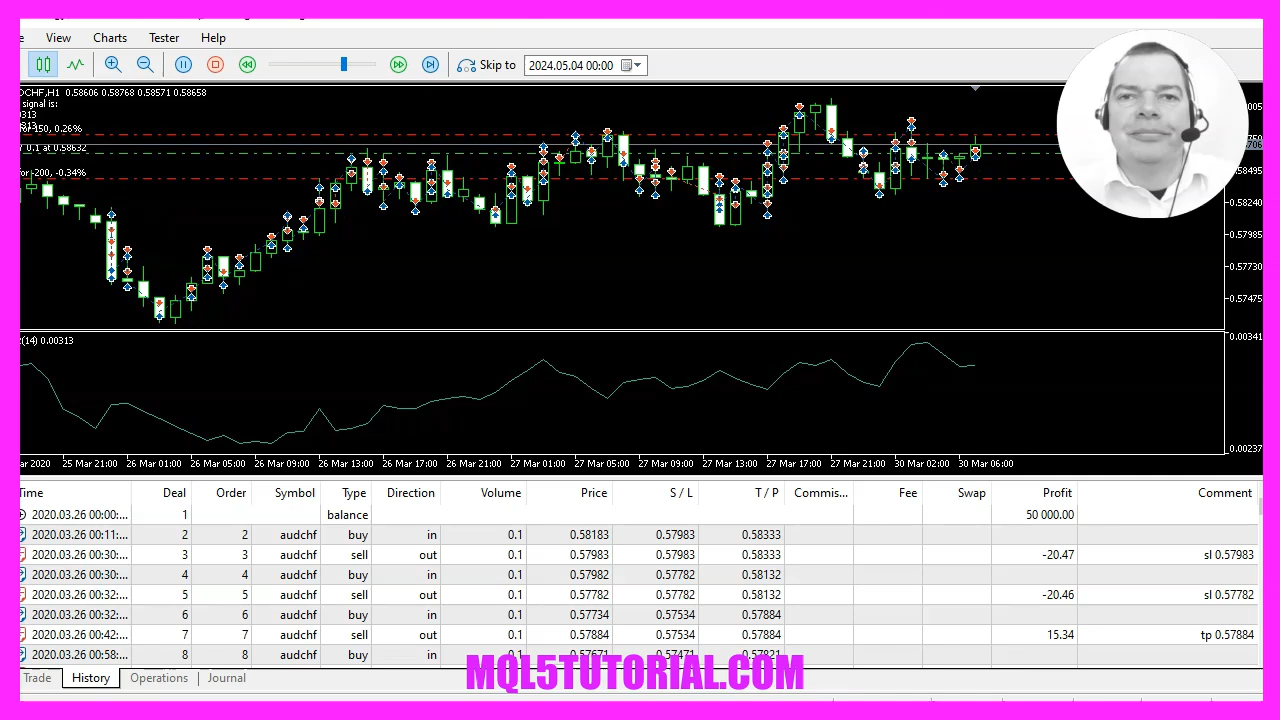 View Charts Tester Help
Skip to 2024.05.04 00:00
DCHF,H1 0.58606 0.58768 0.58571 0.58658
signal is:
for 150, 0.26%
0.1 at 0.58632
for -200, -0.34%
0.58495
0.58240
0.57985
0.57730
0.57475
(14) 0.00313
0.00341
0.00237
ar 2020 25 Mar 21:00 26 Mar 01:00 26 Mar 05:00 26 Mar 09:00 26 Mar 13:00 26 Mar 17:00 26 Mar 21:00 27 Mar 01:00 27 Mar 05:00 27 Mar 09:00 27 Mar 13:00 27 Mar 17:00 27 Mar 21:00 30 Mar 02:00 30 Mar 06:00
Time Deal Order Symbol Type Direction Volume Price S / L T / P Commis... Fee Swap Profit Comment
2020.03.26 00:00:... 1 balance 50 000.00
2020.03.26 00:11:... 2 2 audchf buy in 0.1 0.58183 0.57983 0.58333
2020.03.26 00:30:... 3 3 audchf sell out 0.1 0.57983 0.57983 0.58333 -20.47 sl 0.57983
2020.03.26 00:30:... 4 4 audchf buy in 0.1 0.57982 0.57782 0.58132
2020.03.26 00:32:... 5 5 audchf sell out 0.1 0.57782 0.57782 0.58132 -20.46 sl 0.57782
2020.03.26 00:32:... 6 6 audchf buy in 0.1 0.57734 0.57534 0.57884
2020.03.26 00:42:... 7 7 audchf sell out 0.1 0.57884 0.57534 0.57884 15.34 tp 0.57884
2020.03.26 00:58:... 8 8 audchf buy in 0.1 0.57671 0.57471 0.57821
MQL5TUTORIAL.COM
Trade History Operations Journal